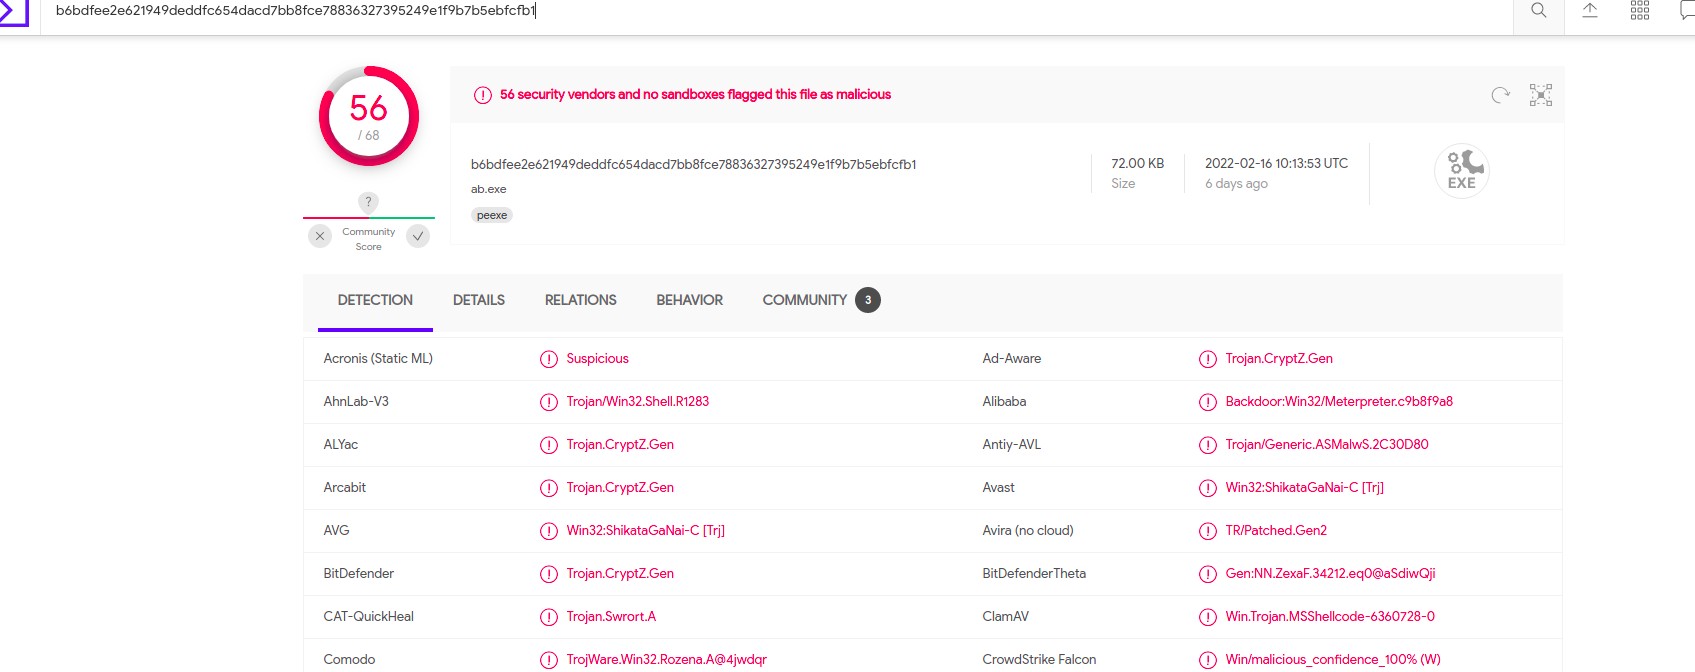 b6bdfee2e621949deddfc654dacd7bb8fce78836327395249e1f9b7b5ebfcfb1
56
/ 68
56 security vendors and no sandboxes flagged this file as malicious
b6bdfee2e621949deddfc654dacd7bb8fce78836327395249e1f9b7b5ebfcfb1
ab.exe
peexe
72.00 KB
Size
2022-02-16 10:13:53 UTC
6 days ago
EXE
?
Community
Score
DETECTION DETAILS RELATIONS BEHAVIOR COMMUNITY 3
Acronis (Static ML) Suspicious Ad-Aware Trojan.CryptZ.Gen
AhnLab-V3 Trojan/Win32.Shell.R1283 Alibaba Backdoor:Win32/Meterpreter.c9b8f9a8
ALYac Trojan.CryptZ.Gen Antiy-AVL Trojan/Generic.ASMalwS.2C30D80
Arcabit Trojan.CryptZ.Gen Avast Win32:ShikataGaNai-C [Trj]
AVG Win32:ShikataGaNai-C [Trj] Avira (no cloud) TR/Patched.Gen2
BitDefender Trojan.CryptZ.Gen BitDefenderTheta Gen:NN.ZexaF.34212.eq0@aSdiwQji
CAT-QuickHeal Trojan.Swrort.A ClamAV Win.Trojan.MSShellcode-6360728-0
Comodo TrojWare.Win32.Rozena.A@4jwdqr CrowdStrike Falcon Win/malicious_confidence_100% (W)